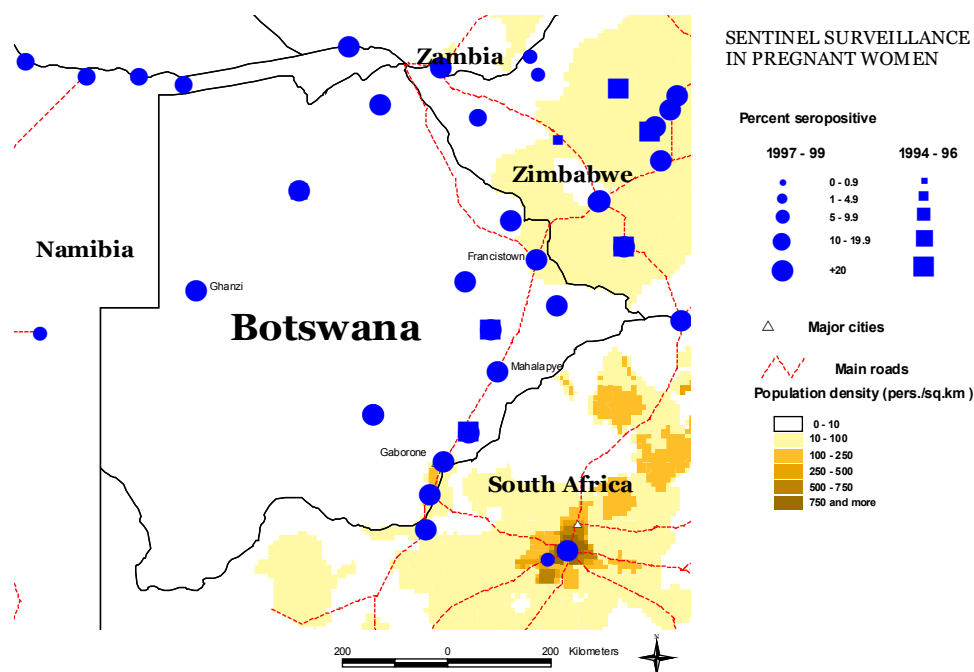 SENTINEL SURVEILLANCE
IN PREGNANT WOMEN
Percent seropositive
1997 - 99
1994 - 96
0 - 0.9
1 - 4.9
5 - 9.9
10 - 19.9
+20
Major cities
Main roads
Population density (pers./sq.km )
0 - 10
10 - 100
100 - 250
250 - 500
500 - 750
750 and more
Zambia
Zimbabwe
Namibia
Francistown
Ghanzi
Botswana
Mahalapye
Gaborone
South Africa
200
0
200
Kilometers
N